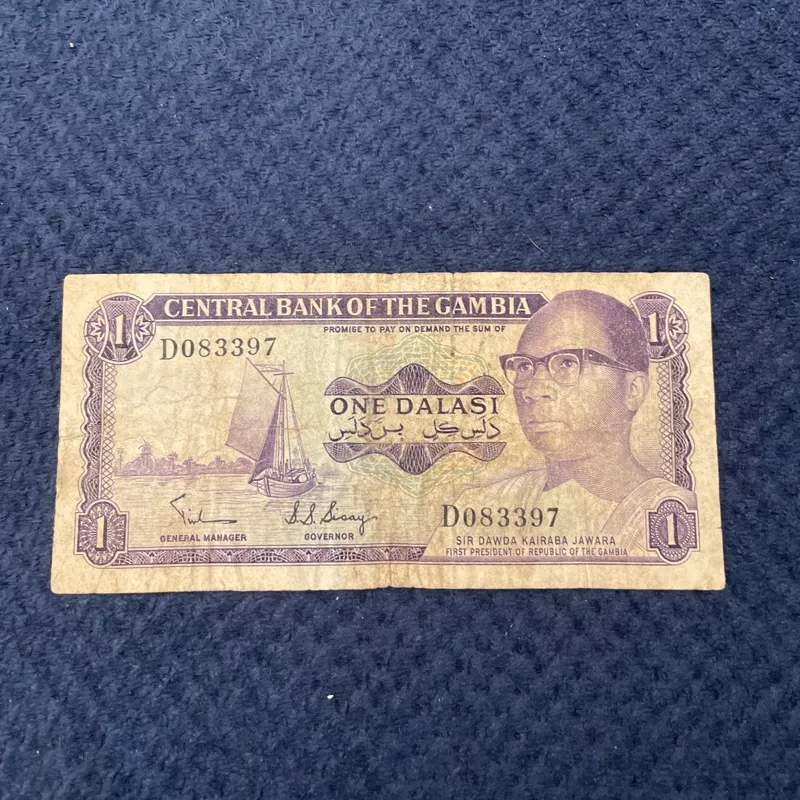 CENTRAL BANK OF THE GAMBIA
1
1
PROMISE TO PAY ON DEMAND THE SUM OF
D083397
ONE DALASI
S.S. Sisay
D083397
GENERAL MANAGER
GOVERNOR
SIR DAWDA KAIRABA JAWARA
FIRST PRESIDENT OF REPUBLIC OF THE GAMBIA
1
1